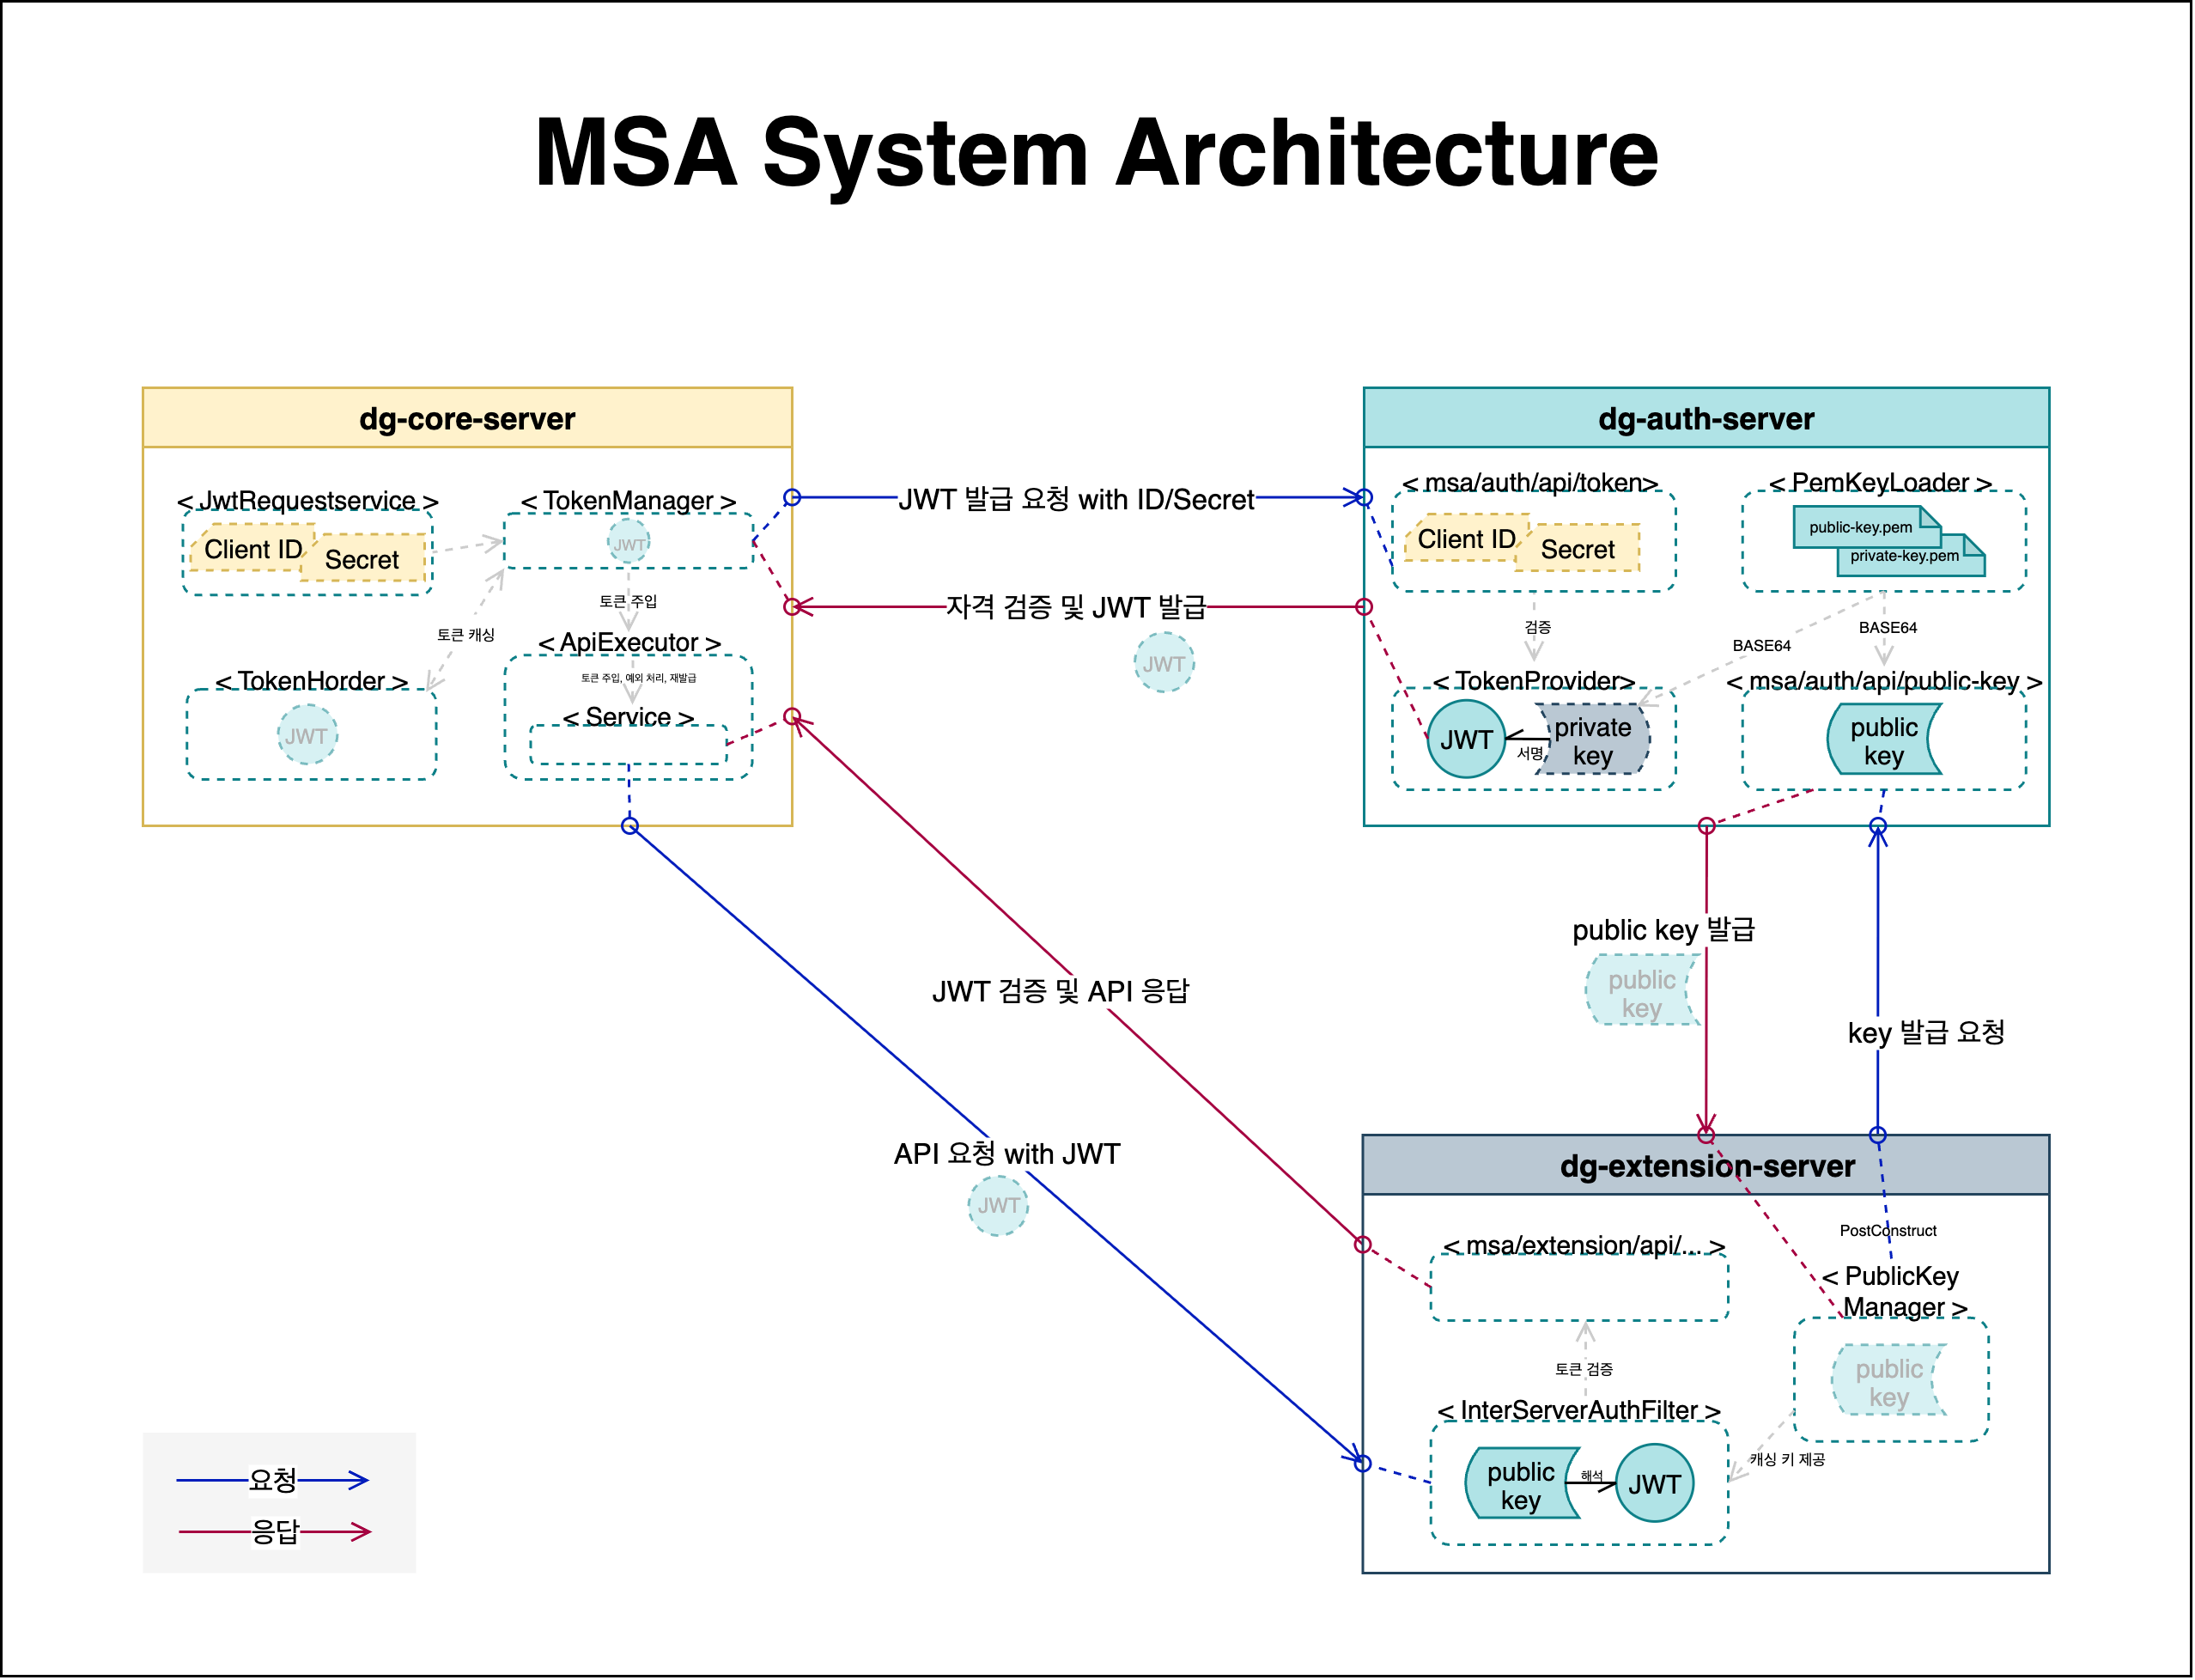 MSA System Architecture
dg-core-server
< JwtRequestservice >
Client ID
Secret
< TokenManager >
JWT
토큰 주입
토큰 캐싱
< ApiExecutor >
토큰 주입, 예외 처리, 재발급
< TokenHorder >
JWT
< Service >
JWT 발급 요청 with ID/Secret
자격 검증 및 JWT 발급
JWT
dg-auth-server
< msa/auth/api/token>
Client ID
Secret
< PemKeyLoader >
public-key.pem
private-key.pem
검증
BASE64
BASE64
< TokenProvider>
JWT
서명
private
key
< msa/auth/api/public-key >
public
key
public key 발급
public
key
key 발급 요청
JWT 검증 및 API 응답
API 요청 with JWT
JWT
dg-extension-server
PostConstruct
< msa/extension/api/... >
< PublicKey
Manager >
public
key
토큰 검증
< InterServerAuthFilter >
public
key
해석
JWT
캐싱 키 제공
요청
응답